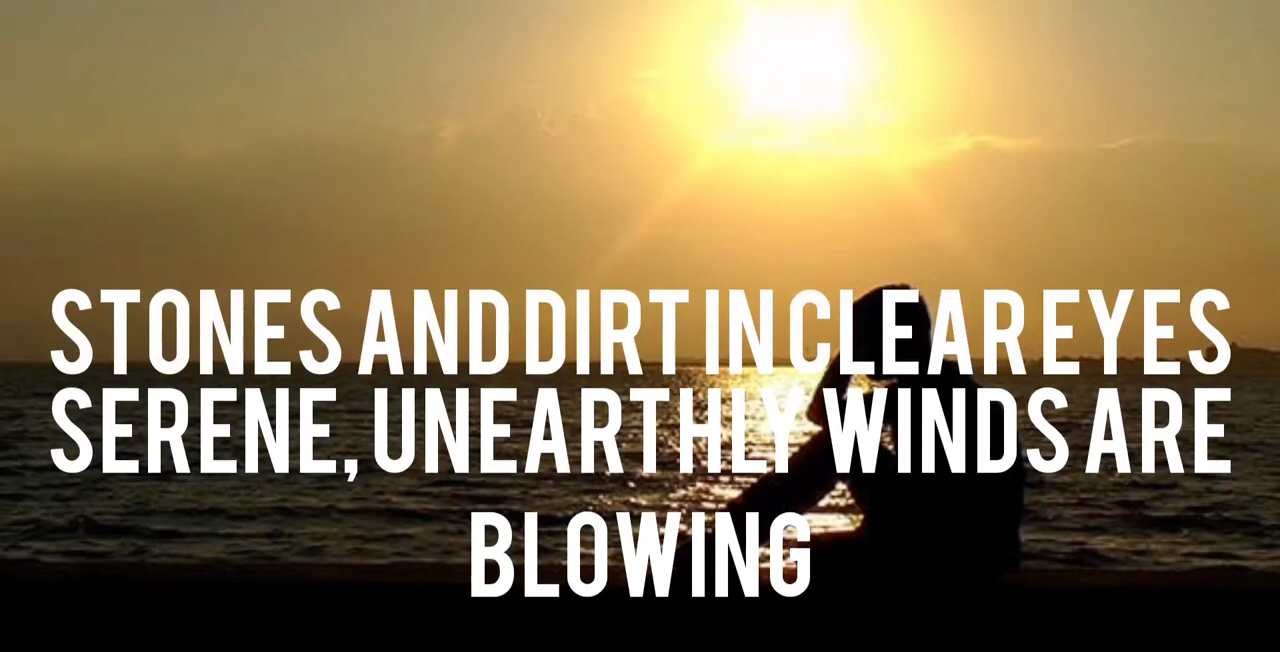 STONES AND DIRT IN CLEAR EYES
SERENE, UNEARTHLY WINDS ARE
BLOWING